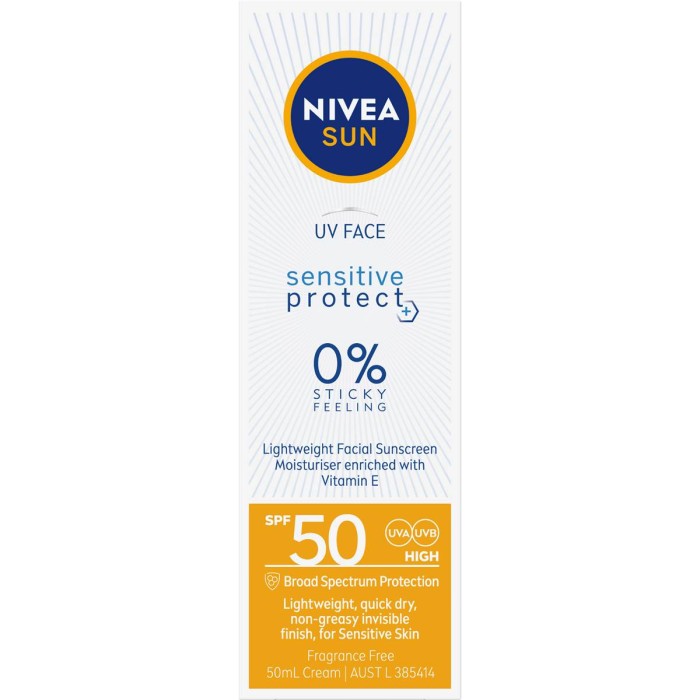 NIVEA
SUN
UV FACE
sensitive
protect+
0%
STICKY
FEELING
Lightweight Facial Sunscreen
Moisturiser enriched with
Vitamin E
SPF 50 UVA UVB
HIGH
Broad Spectrum Protection
Lightweight, quick dry,
non-greasy invisible
finish, for Sensitive Skin
Fragrance Free
50mL Cream | AUST L 385414